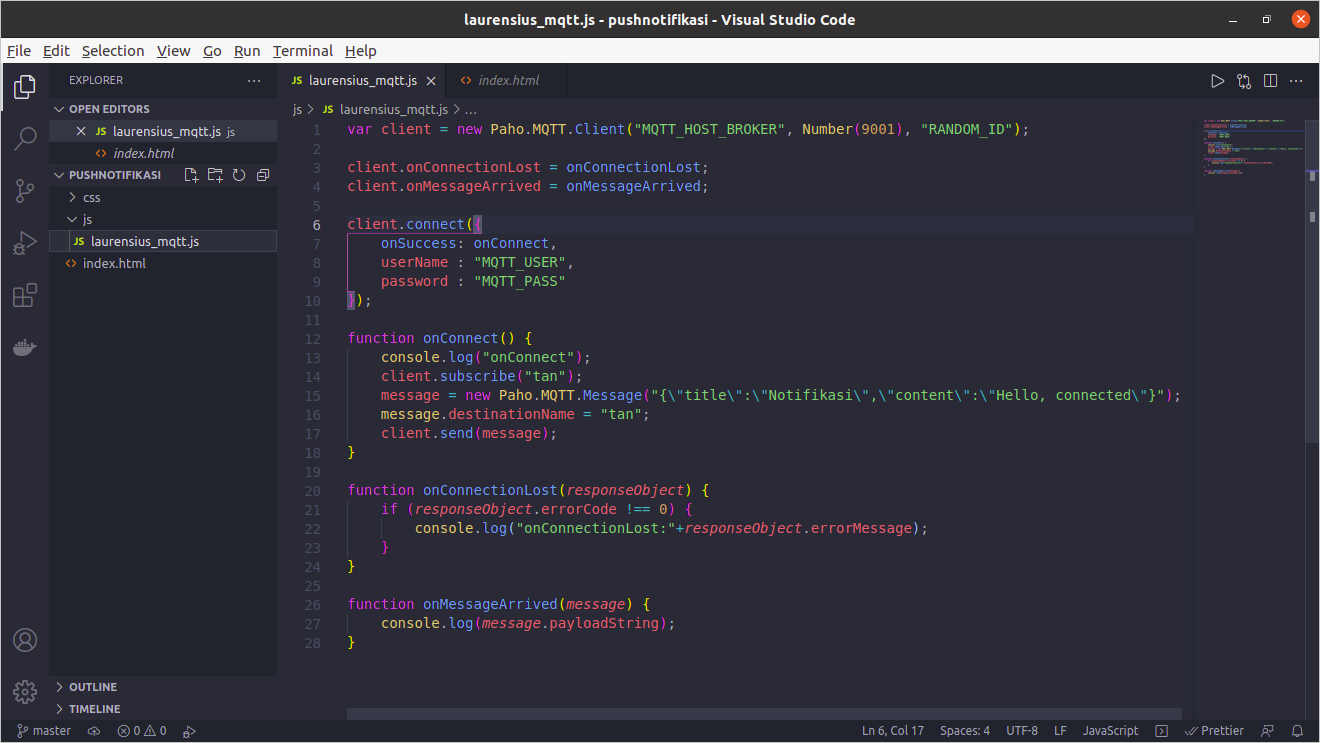 laurensius_mqtt.js - pushnotifikasi - Visual Studio Code
File Edit Selection View Go Run Terminal Help
EXPLORER
OPEN EDITORS
JS laurensius_mqtt.js js
<> index.html
PUSHNOTIFIKASI
css
js
JS laurensius_mqtt.js
<> index.html
OUTLINE
TIMELINE
JS laurensius_mqtt.js <> index.html
js > JS laurensius_mqtt.js > ...
1 var client = new Paho.MQTT.Client("MQTT_HOST_BROKER", Number(9001), "RANDOM_ID");
2
3 client.onConnectionLost = onConnectionLost;
4 client.onMessageArrived = onMessageArrived;
5
6 client.connect({
7     onSuccess: onConnect,
8     userName : "MQTT_USER",
9     password : "MQTT_PASS"
10 });
11
12 function onConnect() {
13     console.log("onConnect");
14     client.subscribe("tan");
15     message = new Paho.MQTT.Message("{\"title\":\"Notifikasi\",\"content\":\"Hello, connected\"}");
16     message.destinationName = "tan";
17     client.send(message);
18 }
19
20 function onConnectionLost(responseObject) {
21     if (responseObject.errorCode !== 0) {
22         console.log("onConnectionLost:"+responseObject.errorMessage);
23     }
24 }
25
26 function onMessageArrived(message) {
27     console.log(message.payloadString);
28 }
master 0 0 Ln 6, Col 17 Spaces: 4 UTF-8 LF JavaScript Prettier